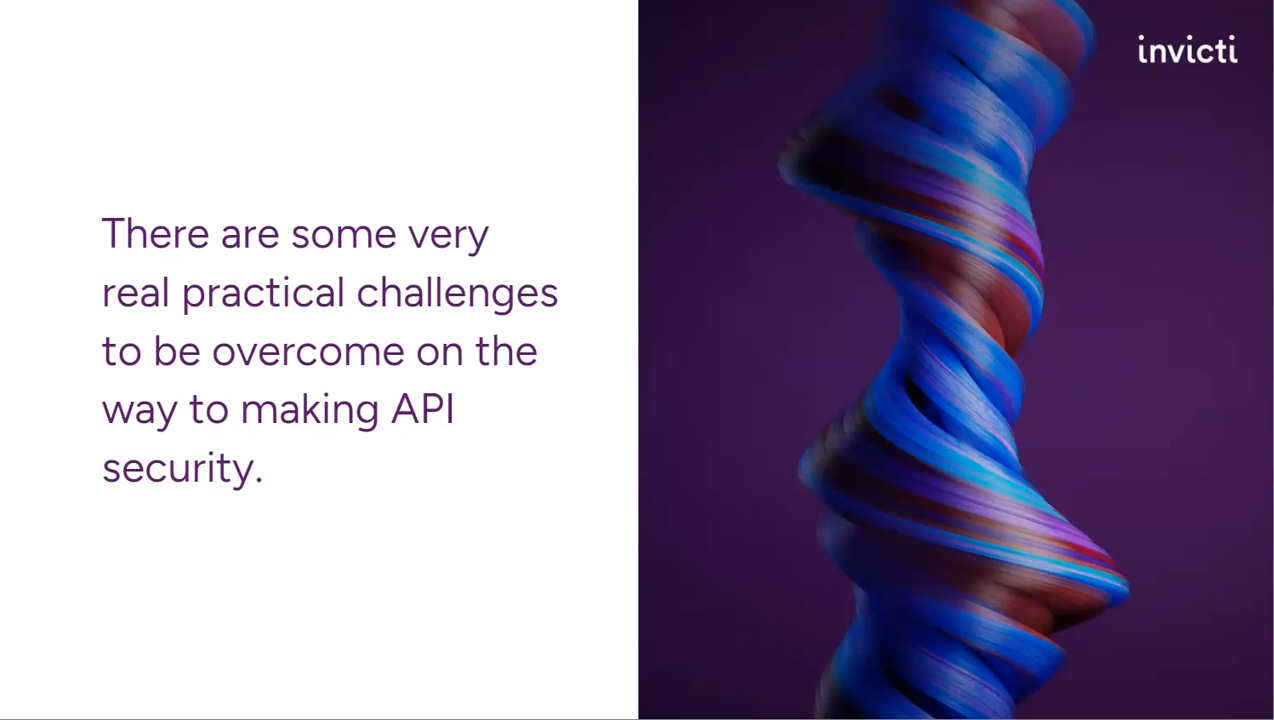 invicti
There are some very
real practical challenges
to be overcome on the
way to making API
security.